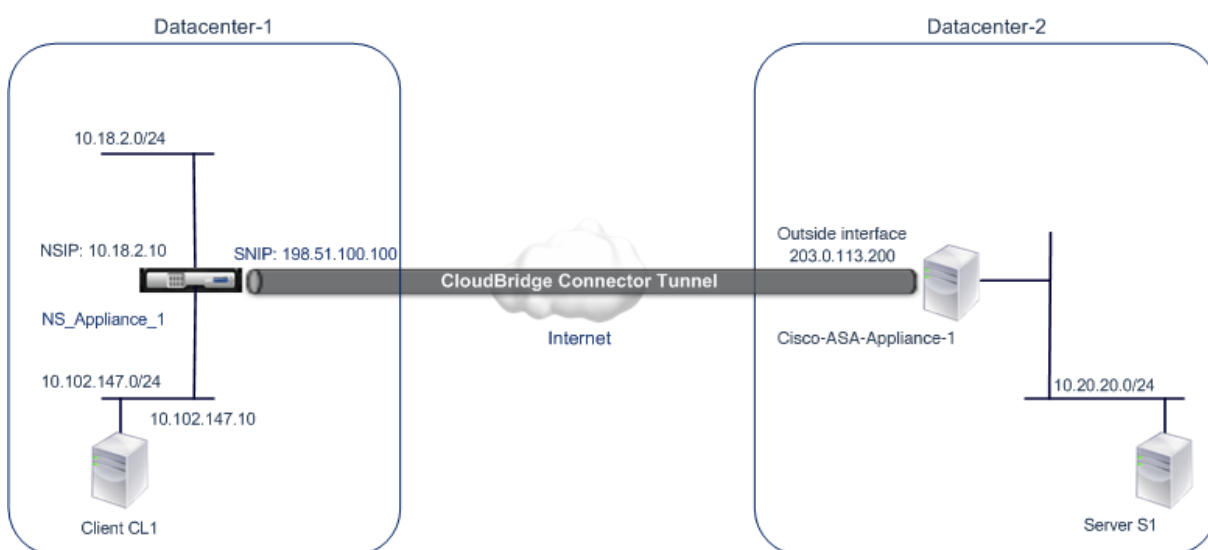 Datacenter-1
Datacenter-2
10.18.2.0/24
NSIP: 10.18.2.10
SNIP: 198.51.100.100
Outside interface
203.0.113.200
CloudBridge Connector Tunnel
NS_Appliance_1
Internet
Cisco-ASA-Appliance-1
10.102.147.0/24
10.102.147.10
10.20.20.0/24
Client CL1
Server S1